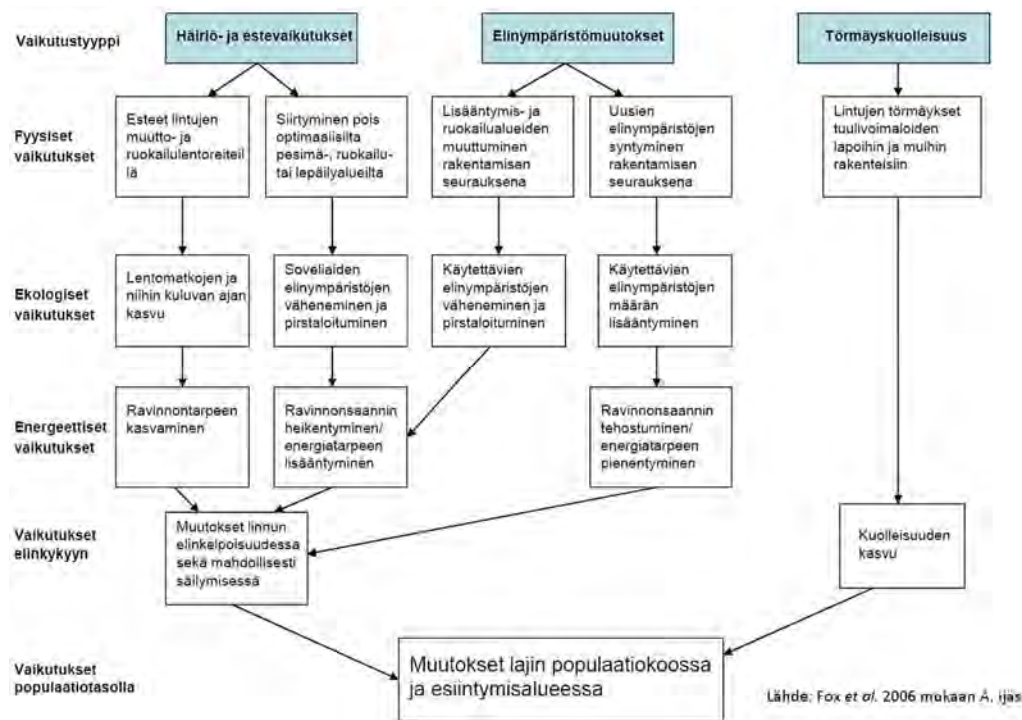 Vaikutustyyppi
Häiriö- ja estevaikutukset
Elinympäristömuutokset
Törmäyskuolleisuus
Fyysiset
vaikutukset
Esteet lintujen
muutto- ja
ruokailulentoreiteil
lä
Siirtyminen pois
optimaalisilta
pesimä-, ruokailu-
tai lepäilyalueilta
Lisääntymis- ja
ruokailualueiden
muuttuminen
rakentamisen
seurauksena
Uusien
elinympäristöjen
syntyminen
rakentamisen
seurauksena
Lintujen törmäykset
tuulivoimaloiden
lapoihin ja muihin
rakenteisiin
Ekologiset
vaikutukset
Lentomatkojen ja
niihin kuluvan ajan
kasvu
Soveliaiden
elinympäristöjen
väheneminen ja
pirstaloituminen
Käytettävien
elinympäristöjen
väheneminen ja
pirstaloituminen
Käytettävien
elinympäristöjen
määrän
lisääntyminen
Energeettiset
vaikutukset
Ravinnontarpeen
kasvaminen
Ravinnonsaannin
heikentyminen/
energiatarpeen
lisääntyminen
Ravinnonsaannin
tehostuminen/
energiatarpeen
pienentyminen
Vaikutukset
elinkykyyn
Muutokset linnun
elinkelpoisuudessa
sekä mahdollisesti
säilymisessä
Kuolleisuuden
kasvu
Vaikutukset
populaatiotasolla
Muutokset lajin populaatiokoossa
ja esiintymisalueessa
Lähde: Fox et al. 2006 mukaan A. Ijäs